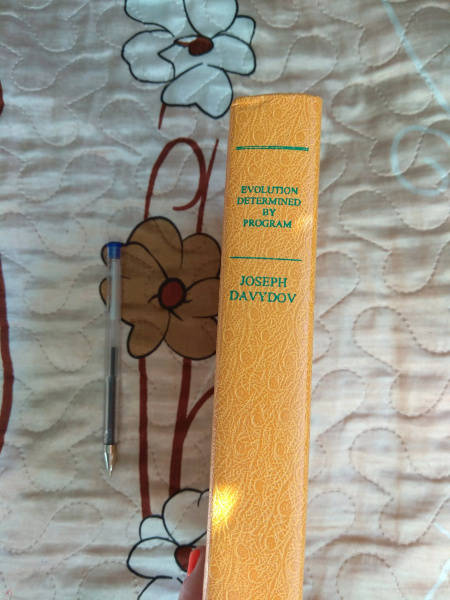 EVOLUTION
DETERMINED
BY
PROGRAM
JOSEPH
DAVYDOV